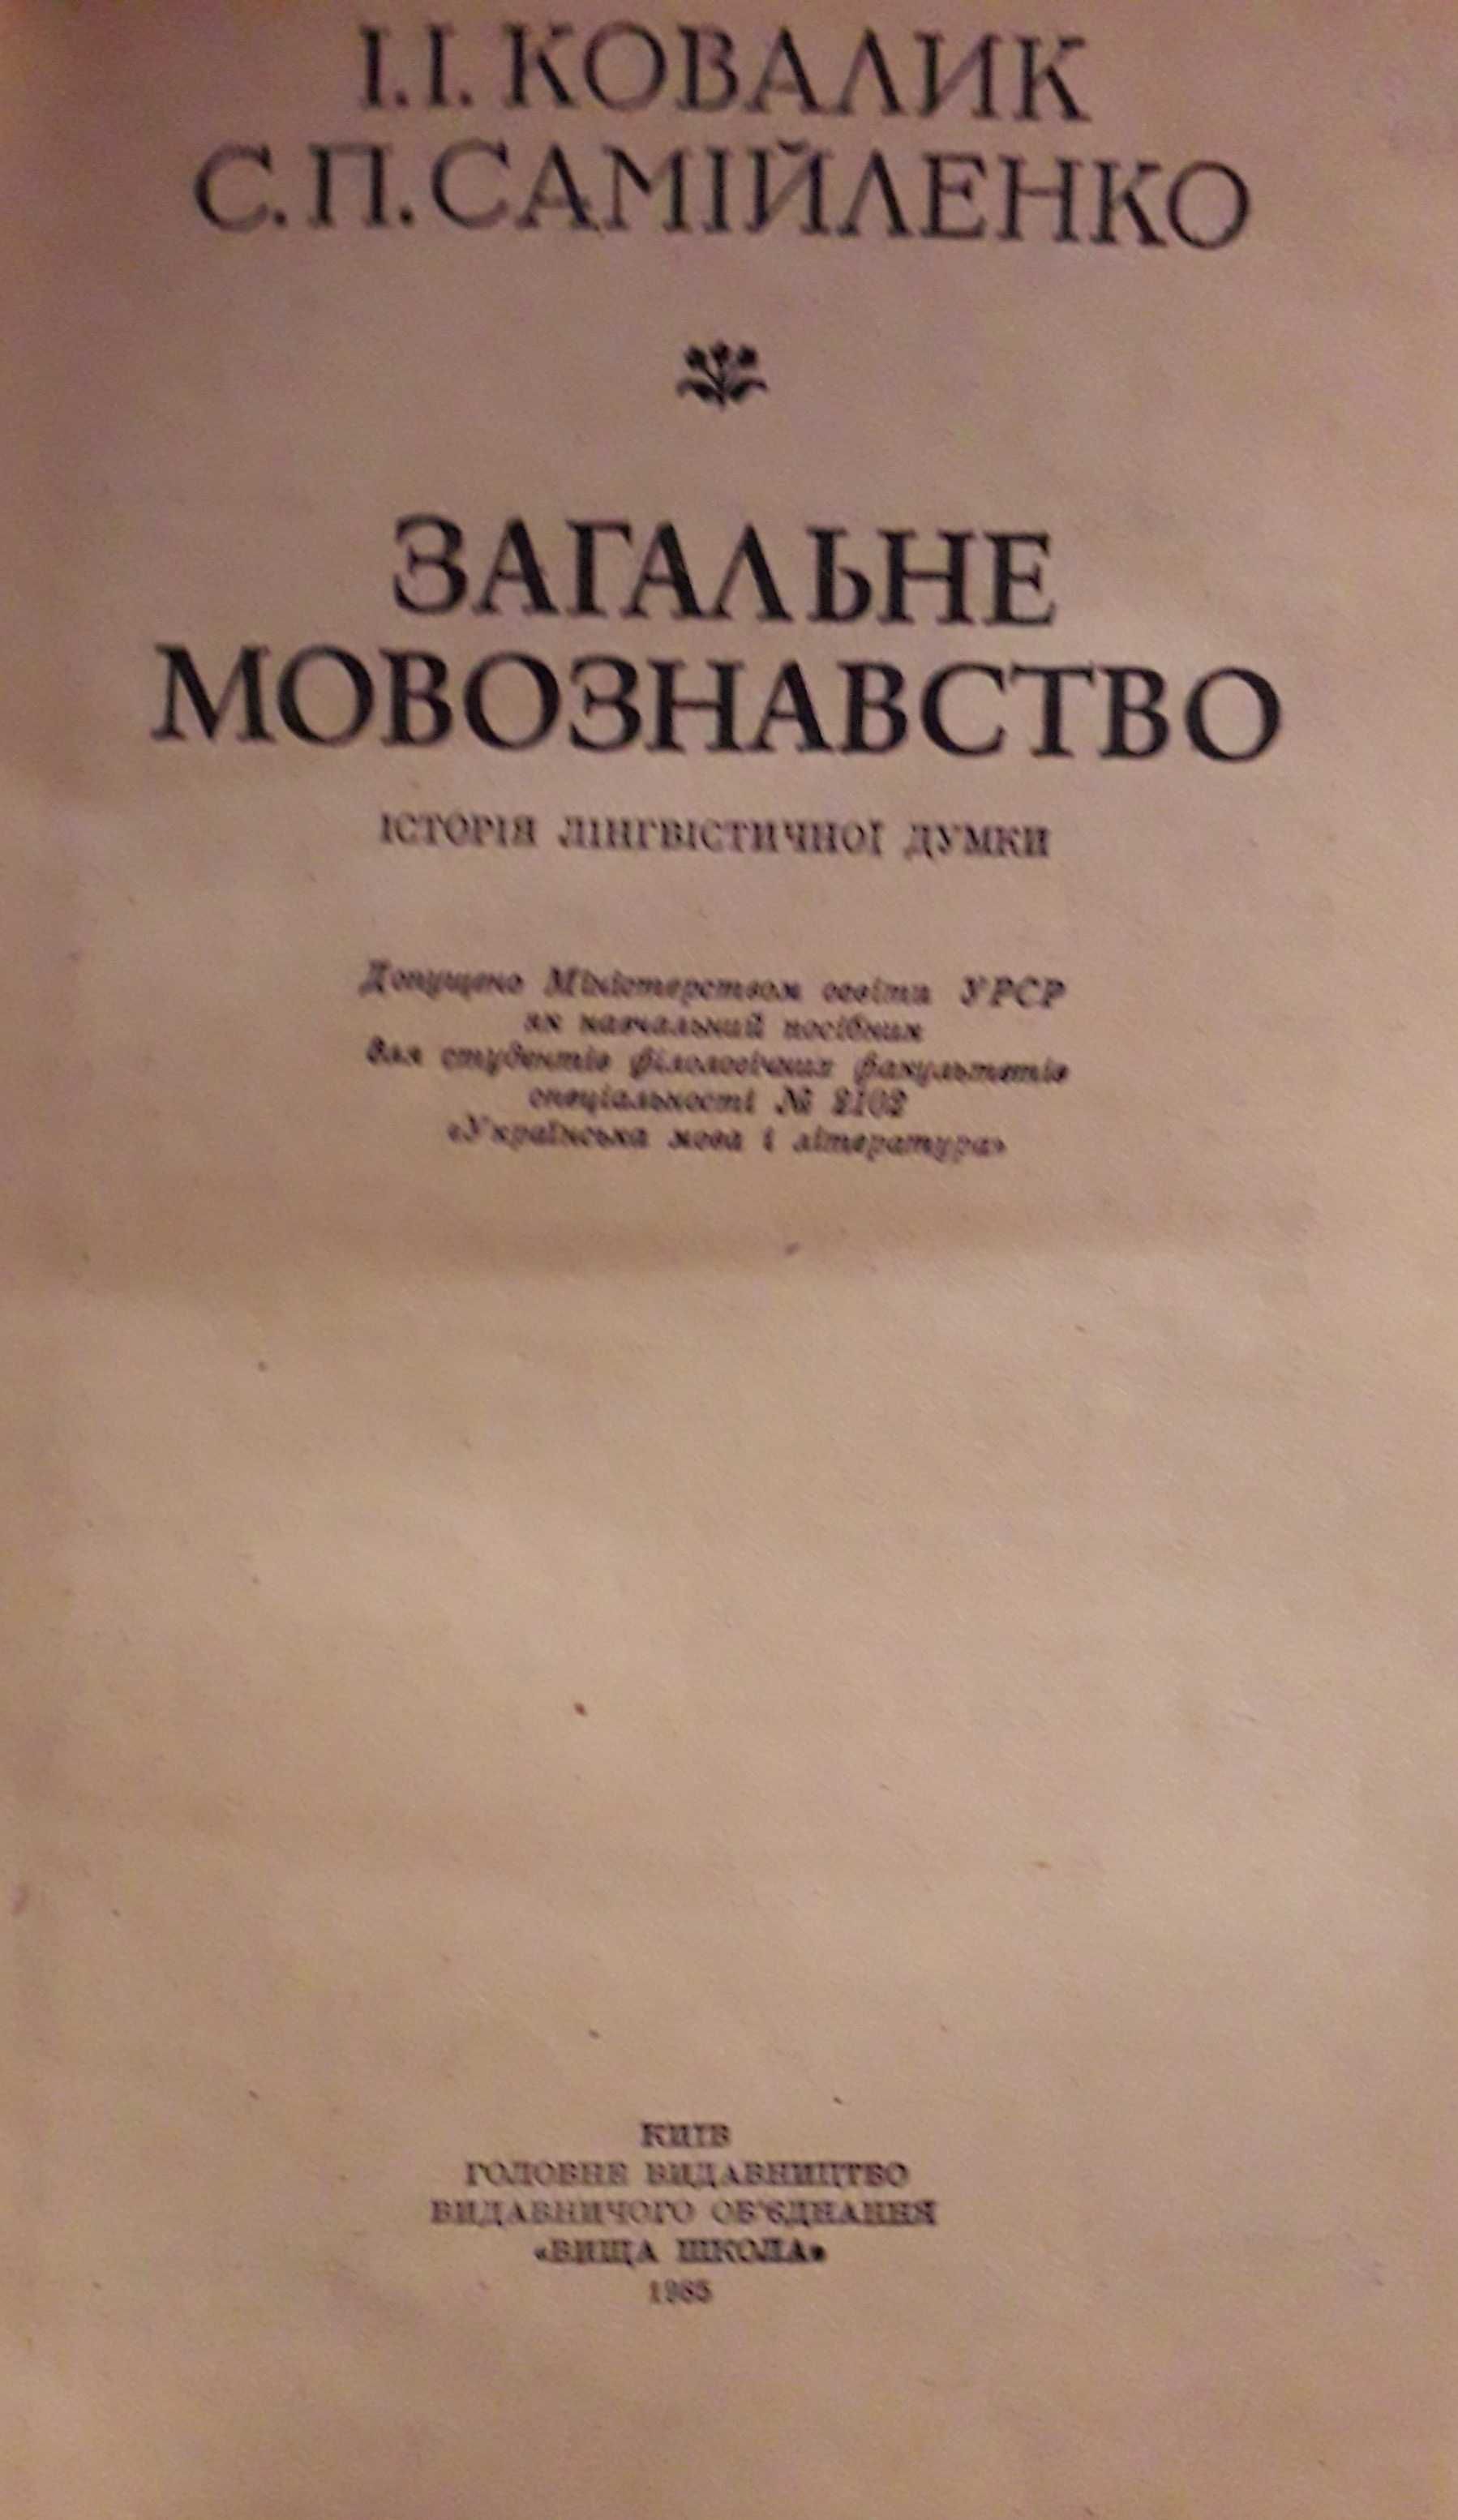 І.І. КОВАЛИК
С.П. САМІЙЛЕНКО
ЗАГАЛЬНЕ
МОВОЗНАВСТВО
ІСТОРІЯ ЛІНГВІСТИЧНОЇ ДУМКИ
Допущено Міністерством освіти УРСР
як навчальний посібник
для студентів філологічних факультетів
спеціальності № 2102
«Українська мова і література»
КИЇВ
ГОЛОВНЕ ВИДАВНИЦТВО
ВИДАВНИЧОГО ОБ'ЄДНАННЯ
«ВИЩА ШКОЛА»
1985